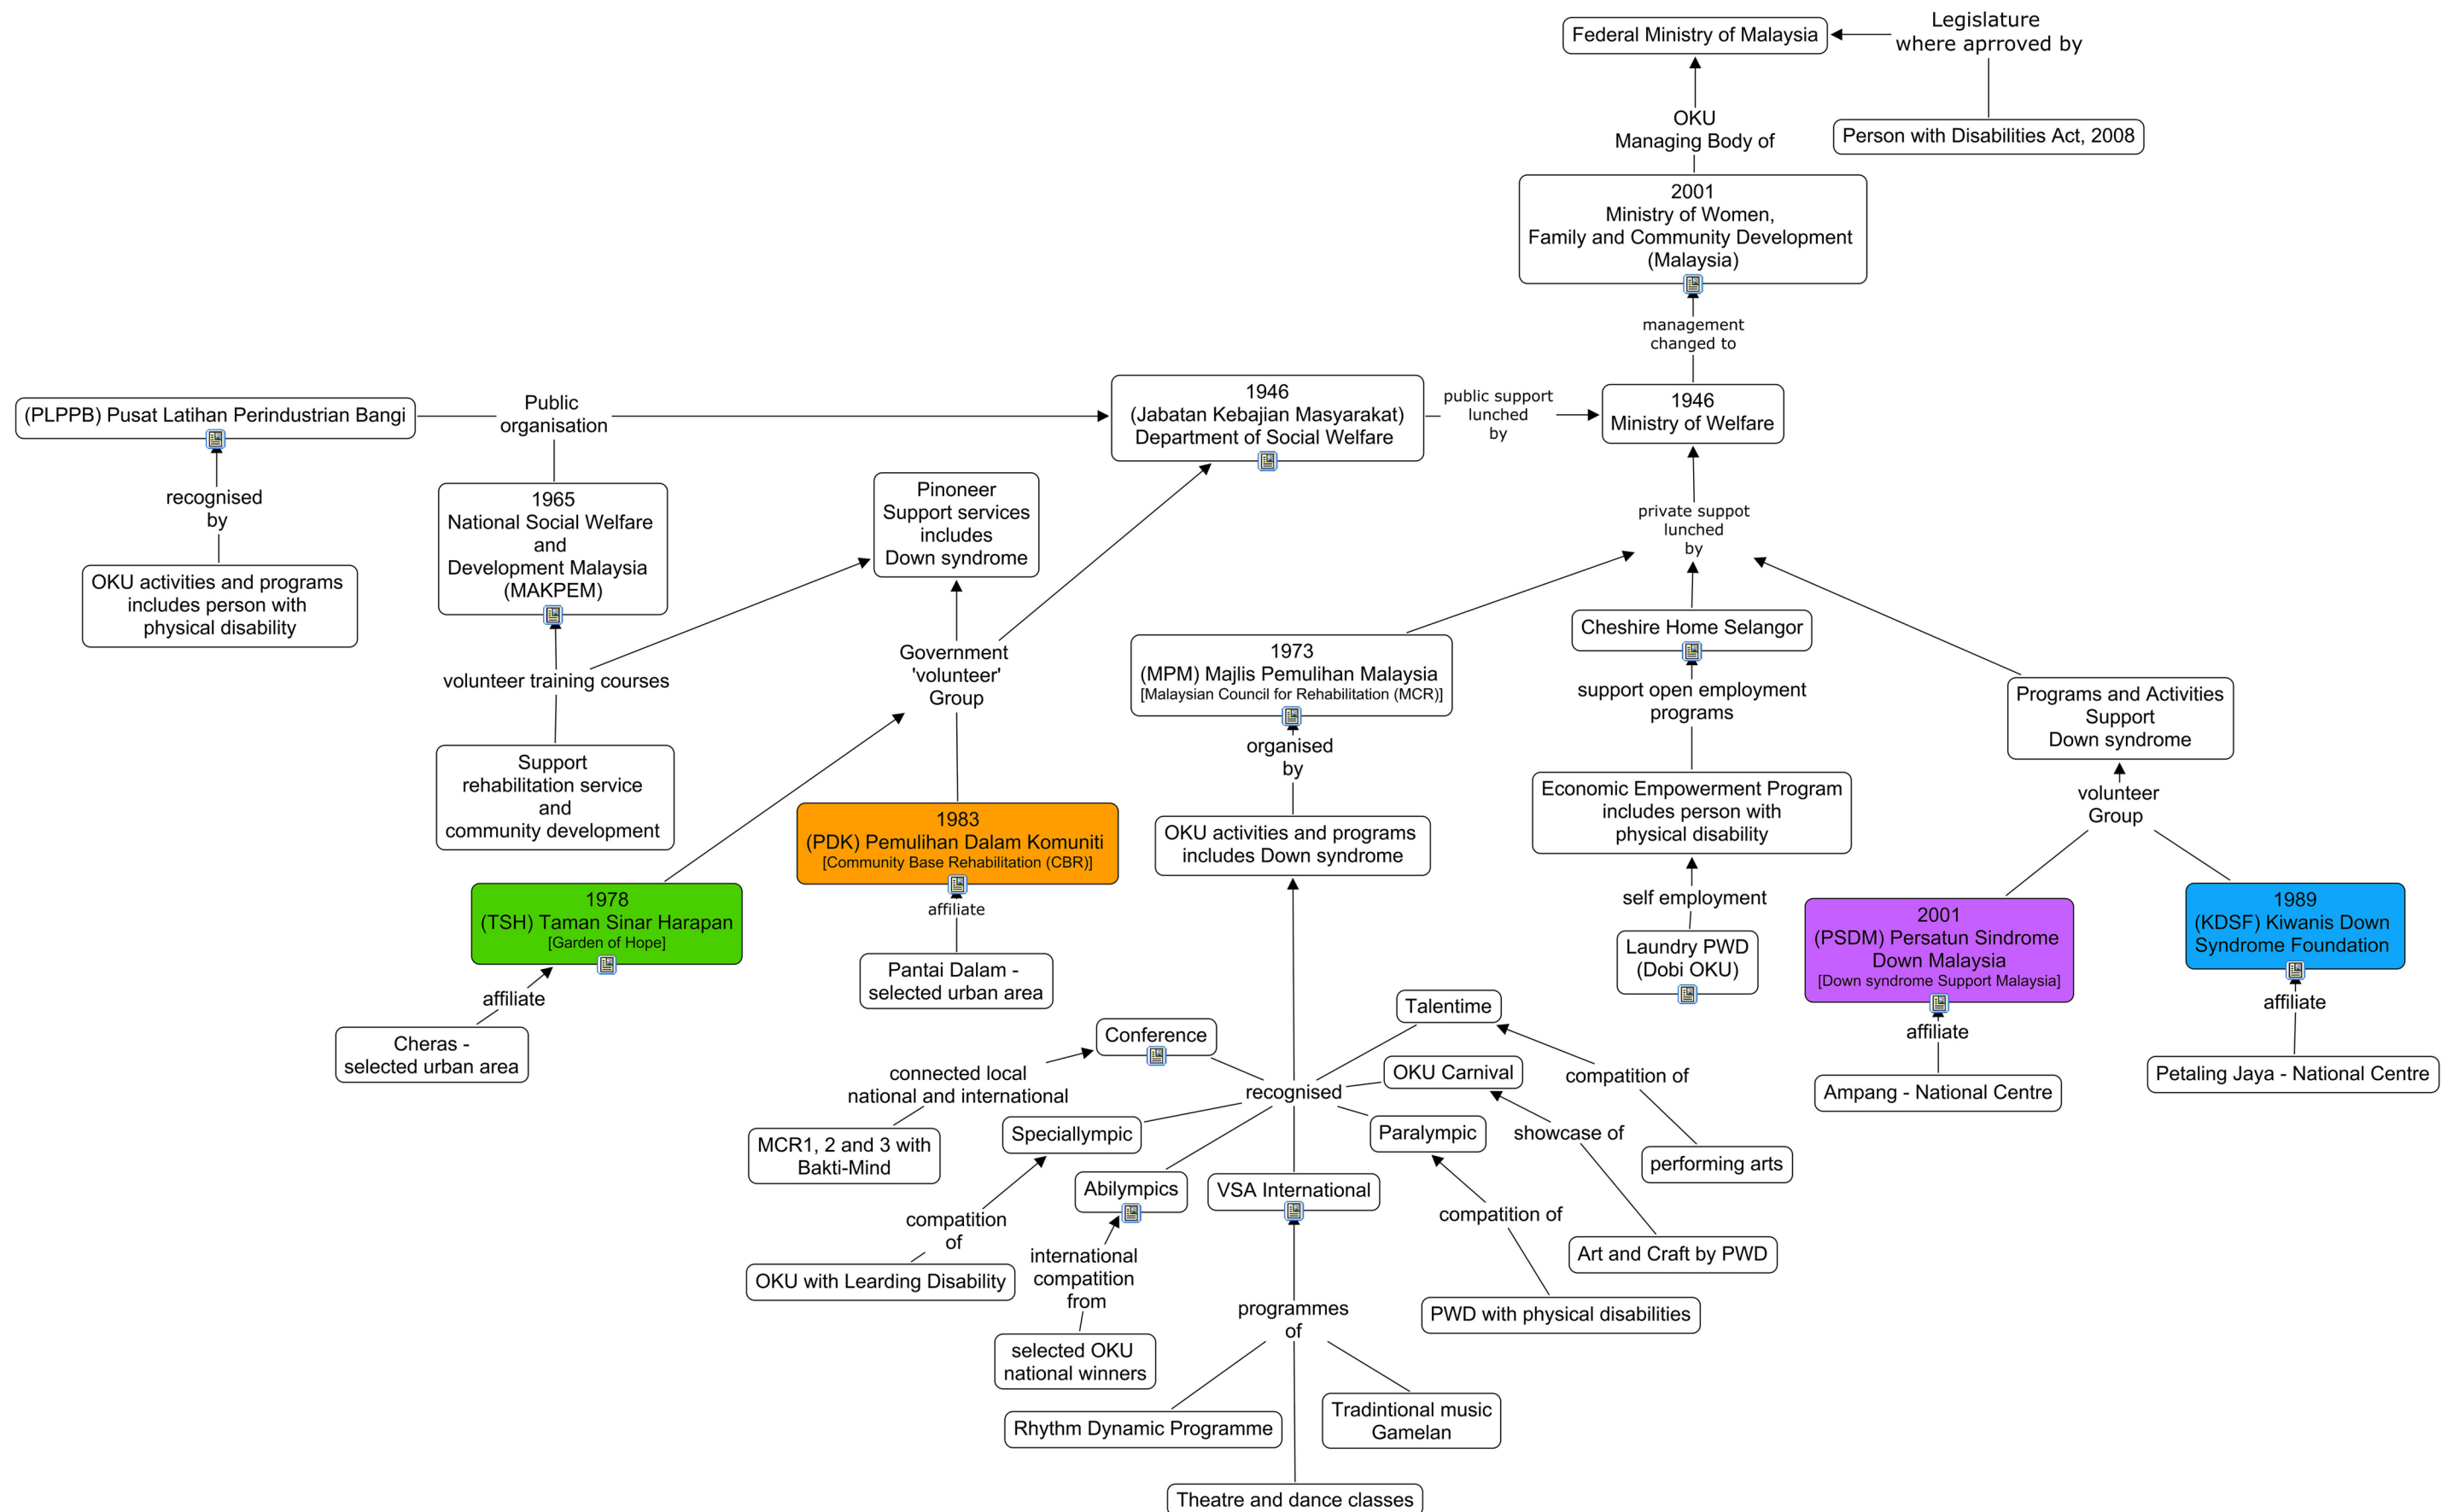 Federal Ministry of Malaysia
Legislature
where aprroved by
Person with Disabilities Act, 2008
OKU
Managing Body of
2001
Ministry of Women,
Family and Community Development
(Malaysia)
management
changed to
1946
Ministry of Welfare
public support
lunched
by
1946
(Jabatan Kebajian Masyarakat)
Department of Social Welfare
Public
organisation
(PLPPB) Pusat Latihan Perindustrian Bangi
recognised
by
OKU activities and programs
includes person with
physical disability
1965
National Social Welfare
and
Development Malaysia
(MAKPEM)
volunteer training courses
Support
rehabilitation service
and
community development
Pinoneer
Support services
includes
Down syndrome
Government
'volunteer'
Group
1983
(PDK) Pemulihan Dalam Komuniti
[Community Base Rehabilitation (CBR)]
affiliate
Pantai Dalam -
selected urban area
1978
(TSH) Taman Sinar Harapan
[Garden of Hope]
affiliate
Cheras -
selected urban area
private suppot
lunched
by
1973
(MPM) Majlis Pemulihan Malaysia
[Malaysian Council for Rehabilitation (MCR)]
organised
by
OKU activities and programs
includes Down syndrome
Cheshire Home Selangor
support open employment
programs
Economic Empowerment Program
includes person with
physical disability
self employment
Laundry PWD
(Dobi OKU)
Programs and Activities
Support
Down syndrome
volunteer
Group
2001
(PSDM) Persatun Sindrome
Down Malaysia
[Down syndrome Support Malaysia]
affiliate
Ampang - National Centre
1989
(KDSF) Kiwanis Down
Syndrome Foundation
affiliate
Petaling Jaya - National Centre
recognised
Conference
connected local
national and international
MCR1, 2 and 3 with
Bakti-Mind
Speciallympic
compatition
of
OKU with Learding Disability
Abilympics
international
compatition
from
selected OKU
national winners
VSA International
programmes
of
Rhythm Dynamic Programme
Theatre and dance classes
Tradintional music
Gamelan
Paralympic
compatition of
PWD with physical disabilities
OKU Carnival
showcase of
Art and Craft by PWD
Talentime
compatition of
performing arts